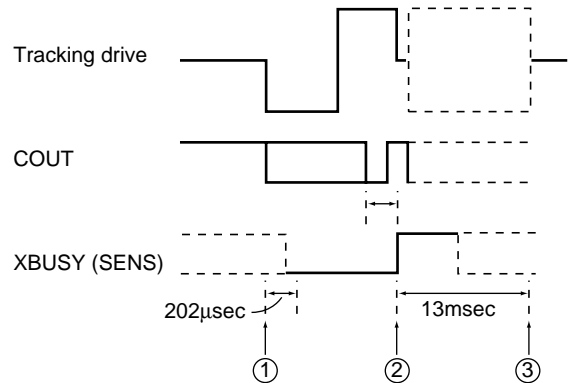 Tracking drive
COUT
XBUSY (SENS)
202μsec
13msec
① ② ③